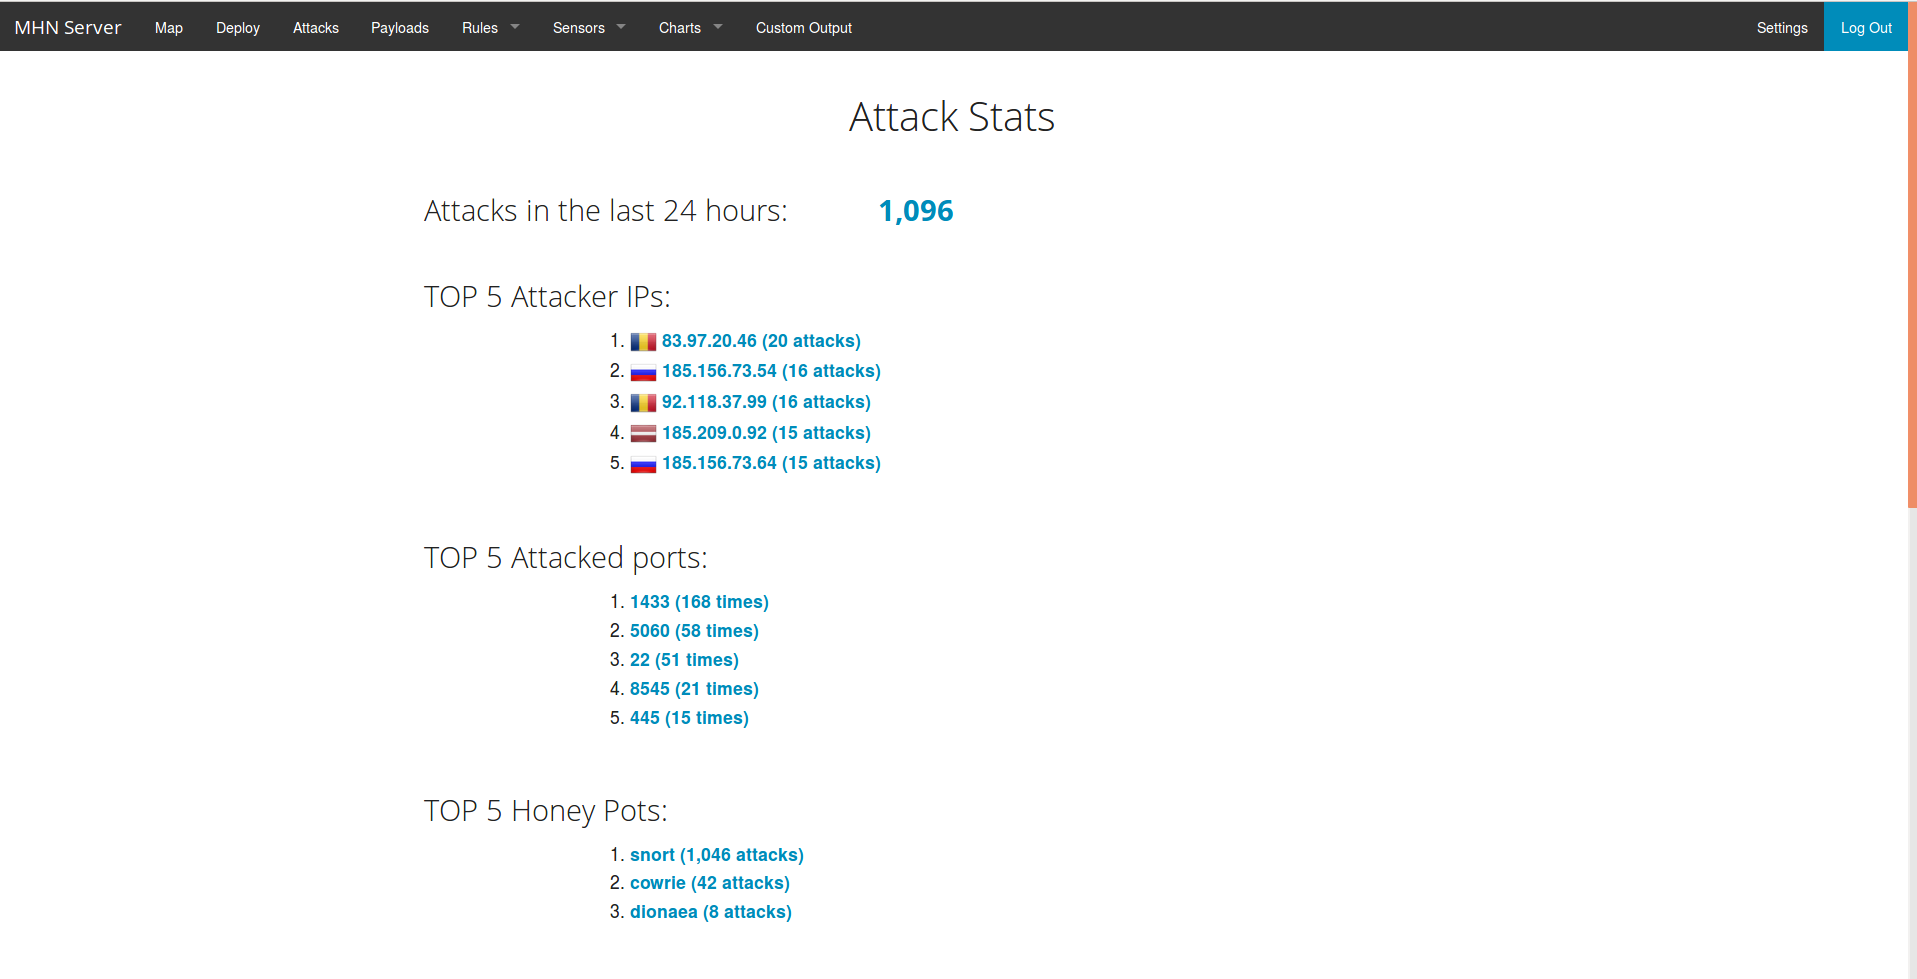 MHN Server Map Deploy Attacks Payloads Rules Sensors Charts Custom Output Settings Log Out
Attack Stats
Attacks in the last 24 hours: 1,096
TOP 5 Attacker IPs:
1. 83.97.20.46 (20 attacks)
2. 185.156.73.54 (16 attacks)
3. 92.118.37.99 (16 attacks)
4. 185.209.0.92 (15 attacks)
5. 185.156.73.64 (15 attacks)
TOP 5 Attacked ports:
1. 1433 (168 times)
2. 5060 (58 times)
3. 22 (51 times)
4. 8545 (21 times)
5. 445 (15 times)
TOP 5 Honey Pots:
1. snort (1,046 attacks)
2. cowrie (42 attacks)
3. dionaea (8 attacks)